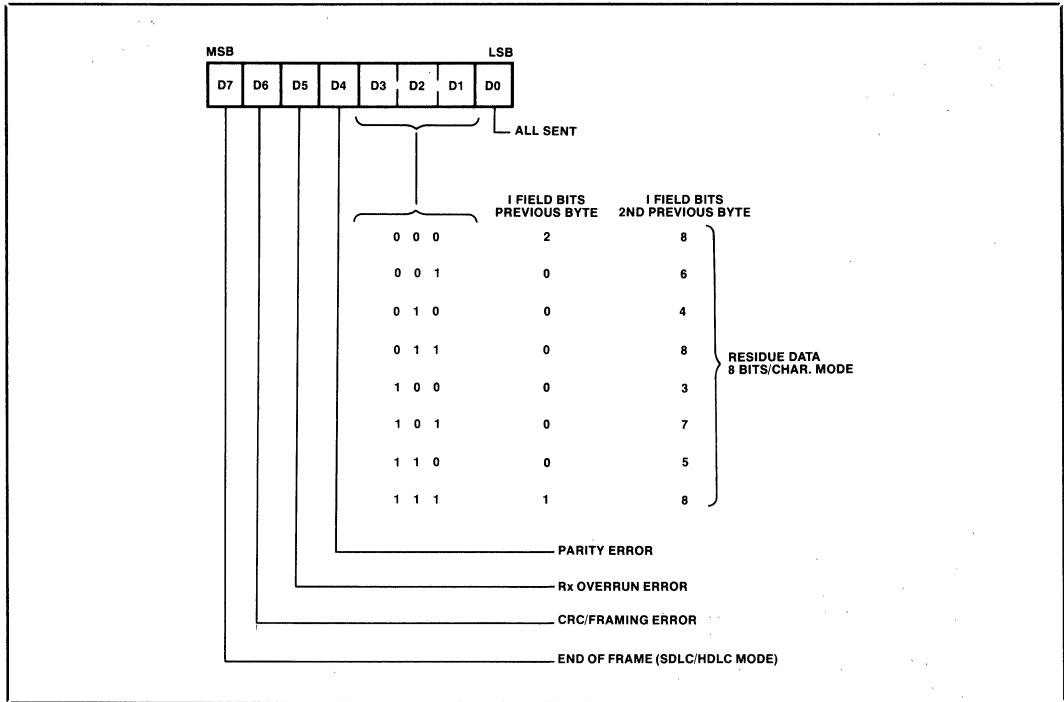 MSB LSB
D7 D6 D5 D4 D3 D2 D1 D0
ALL SENT
I FIELD BITS I FIELD BITS
PREVIOUS BYTE 2ND PREVIOUS BYTE
0 0 0 2 8
0 0 1 0 6
0 1 0 0 4
0 1 1 0 8
1 0 0 0 3
1 0 1 0 7
1 1 0 0 5
1 1 1 1 8
RESIDUE DATA
8 BITS/CHAR. MODE
PARITY ERROR
Rx OVERRUN ERROR
CRC/FRAMING ERROR
END OF FRAME (SDLC/HDLC MODE)